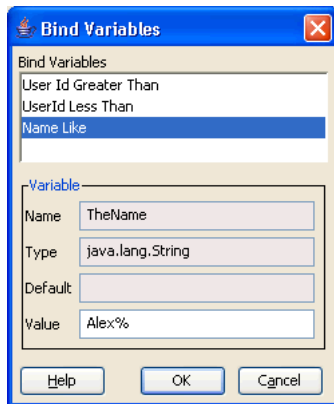 Bind Variables
Bind Variables
User Id Greater Than
UserId Less Than
Name Like
Variable
Name TheName
Type java.lang.String
Default
Value Alex%
Help OK Cancel